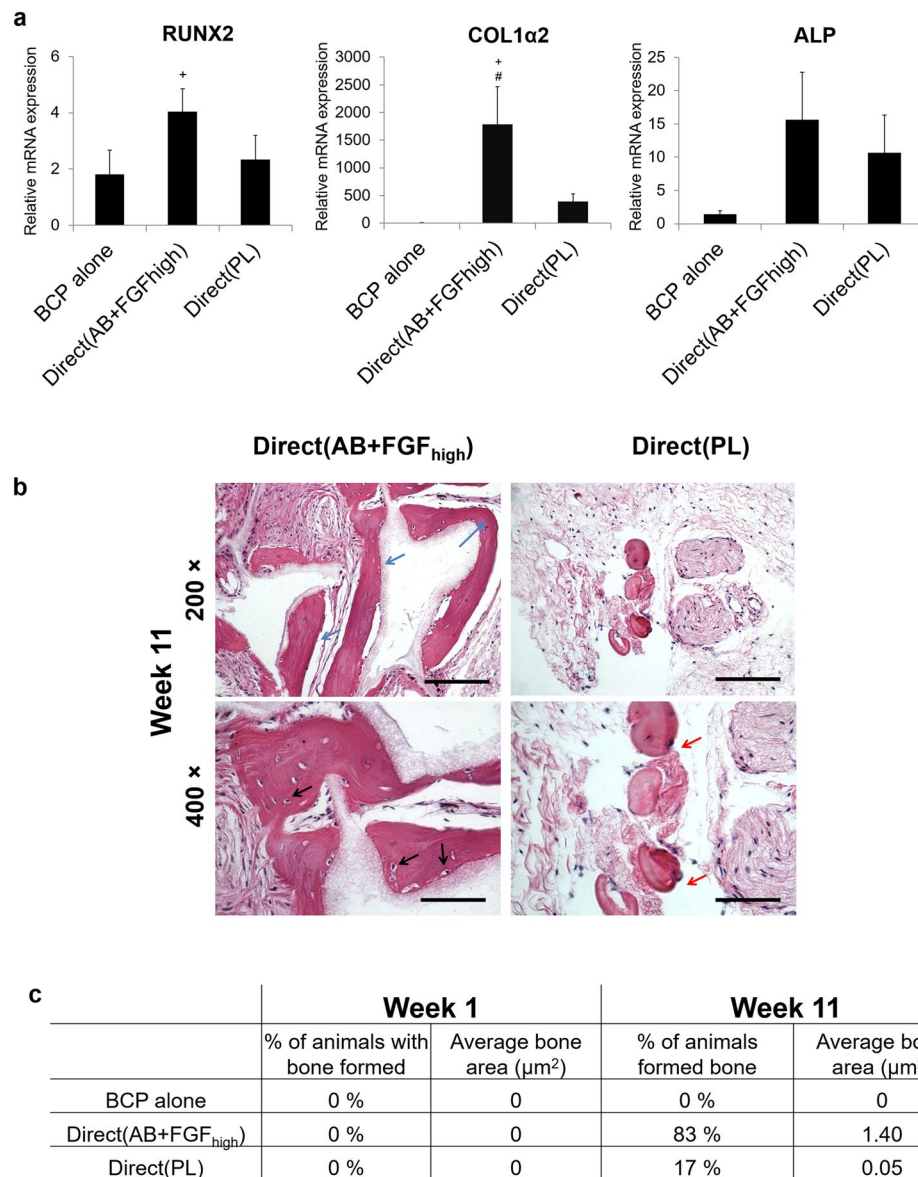 a
RUNX2
COL1α2
ALP
Relative mRNA expression
6
4
2
0
BCP alone
Direct(AB+FGFhigh)
Direct(PL)
Relative mRNA expression
3000
2500
2000
1500
1000
500
0
+
#
BCP alone
Direct(AB+FGFhigh)
Direct(PL)
Relative mRNA expression
25
20
15
10
5
0
BCP alone
Direct(AB+FGFhigh)
Direct(PL)
+
b
Direct(AB+FGFhigh)
Direct(PL)
Week 11
200 ×
400 ×
c
Week 1
Week 11
% of animals with bone formed
Average bone area (µm²)
% of animals formed bone
Average bo
area (µm
BCP alone
0 %
0
0 %
0
Direct(AB+FGFhigh)
0 %
0
83 %
1.40
Direct(PL)
0 %
0
17 %
0.05